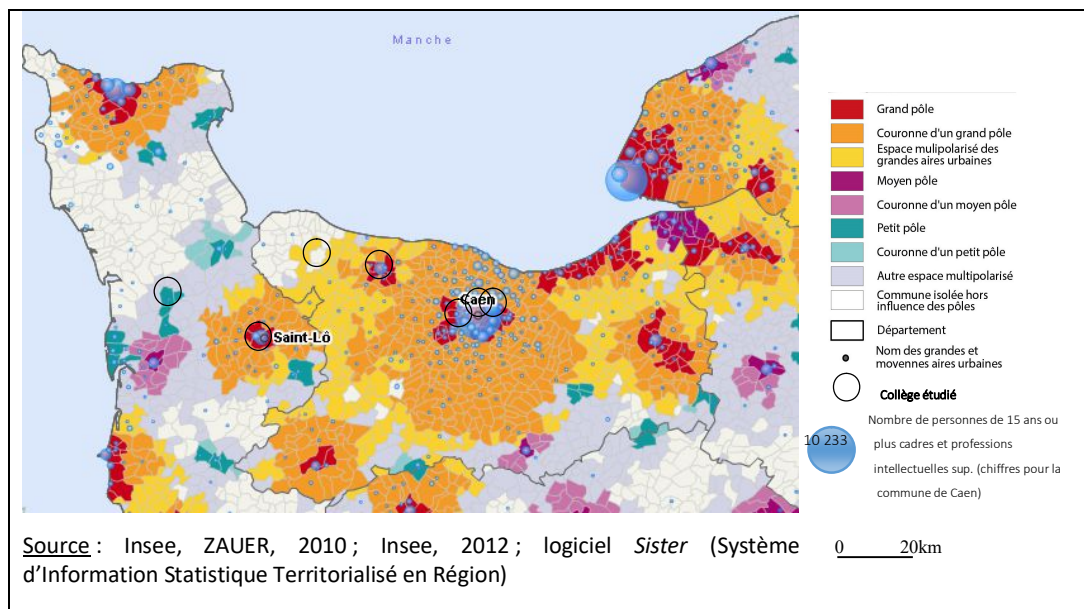 Manche
Caen
Saint-Lô
Grand pôle
Couronne d'un grand pôle
Espace mulipolarisé des
grandes aires urbaines
Moyen pôle
Couronne d'un moyen pôle
Petit pôle
Couronne d'un petit pôle
Autre espace multipolarisé
Commune isolée hors
influence des pôles
Département
Nom des grandes et
moyennes aires urbaines
Collège étudié
Nombre de personnes de 15 ans ou
10 233 plus cadres et professions
intellectuelles sup. (chiffres pour la
commune de Caen)
Source : Insee, ZAUER, 2010 ; Insee, 2012 ; logiciel Sister (Système
d'Information Statistique Territorialisé en Région)
0 20km